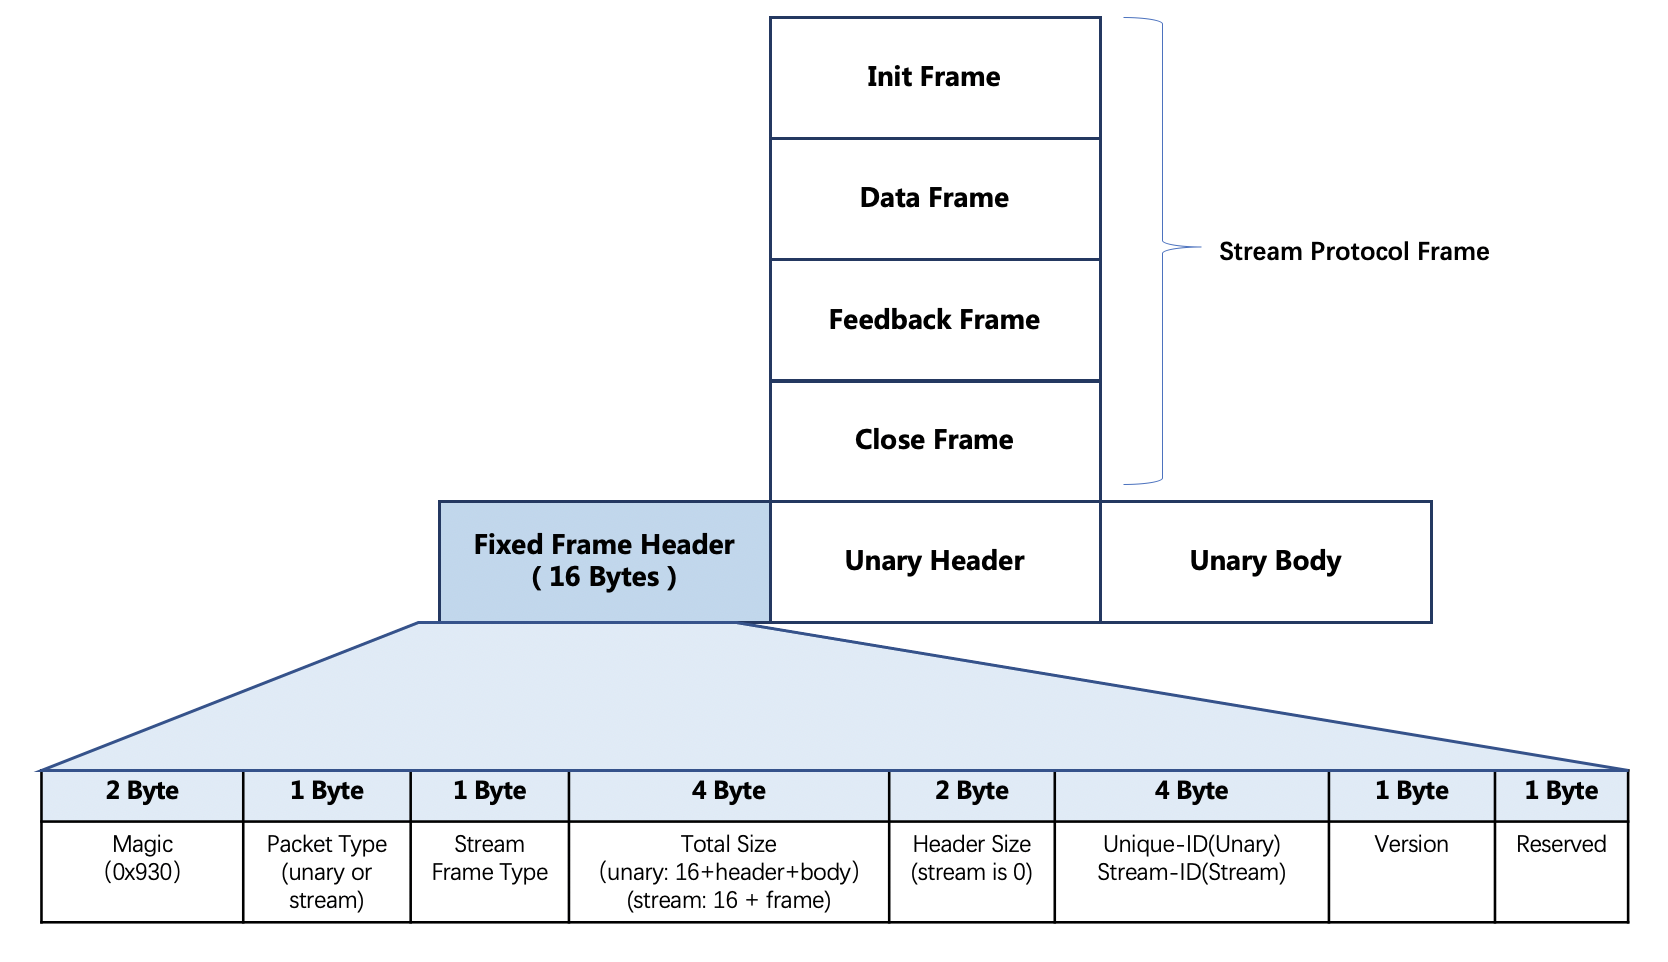 Init Frame
Data Frame
Stream Protocol Frame
Feedback Frame
Close Frame
Fixed Frame Header
( 16 Bytes )
Unary Header
Unary Body
2 Byte
1 Byte
1 Byte
4 Byte
2 Byte
4 Byte
1 Byte
1 Byte
Magic
(0x930)
Packet Type
(unary or
stream)
Stream
Frame Type
Total Size
(unary: 16+header+body)
(stream: 16 + frame)
Header Size
(stream is 0)
Unique-ID(Unary)
Stream-ID(Stream)
Version
Reserved